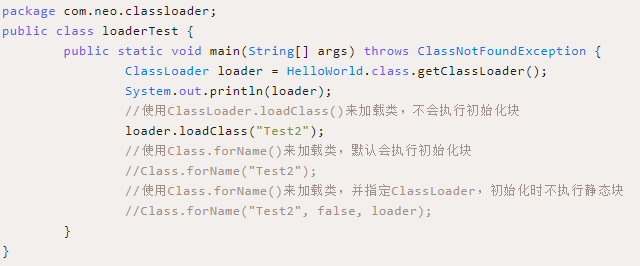 package com.neo.classloader;
public class loaderTest {
        public static void main(String[] args) throws ClassNotFoundException {
                ClassLoader loader = HelloWorld.class.getClassLoader();
                System.out.println(loader);
                //使用ClassLoader.loadClass()来加载类，不会执行初始化块
                loader.loadClass("Test2");
                //使用Class.forName()来加载类，默认会执行初始化块
                //Class.forName("Test2");
                //使用Class.forName()来加载类，并指定ClassLoader，初始化时不执行静态块
                //Class.forName("Test2", false, loader);
        }
}